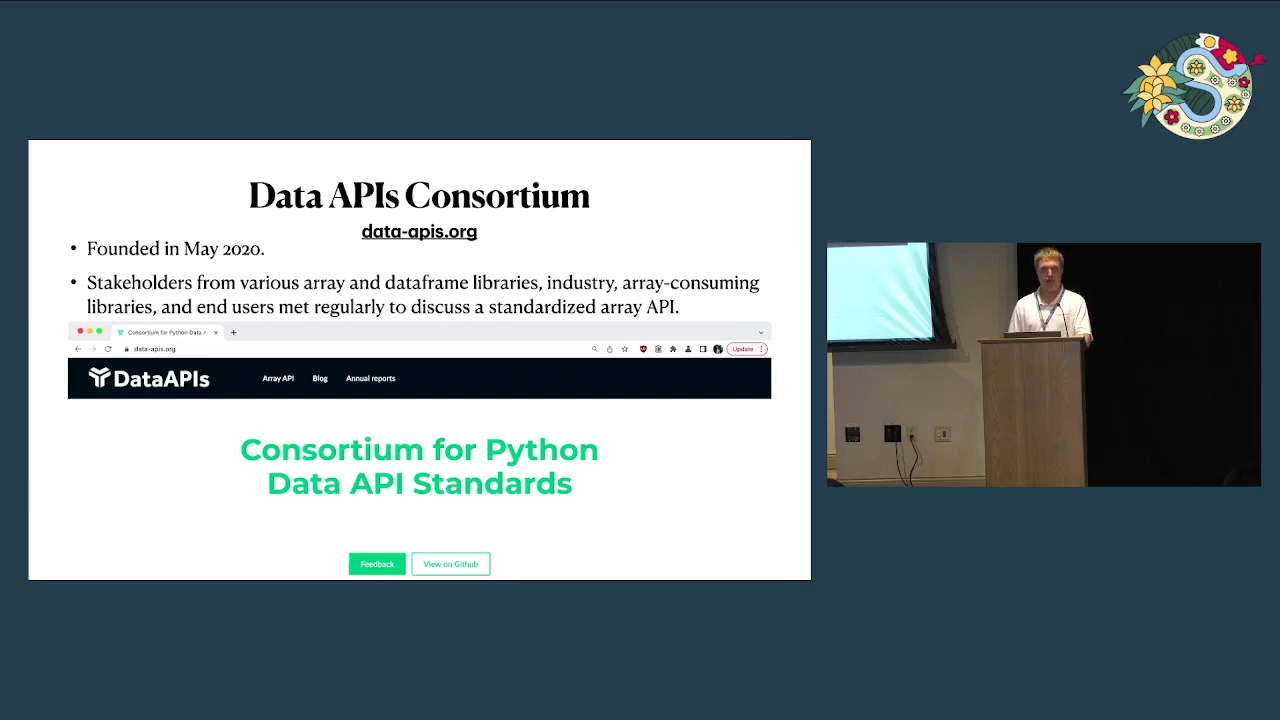 Data APIs Consortium
data-apis.org
• Founded in May 2020.
• Stakeholders from various array and dataframe libraries, industry, array-consuming
libraries, and end users met regularly to discuss a standardized array API.
Consortium for Python Data A
data-apis.org
Update
DataAPIs
Array API Blog Annual reports
Consortium for Python
Data API Standards
Feedback View on Github